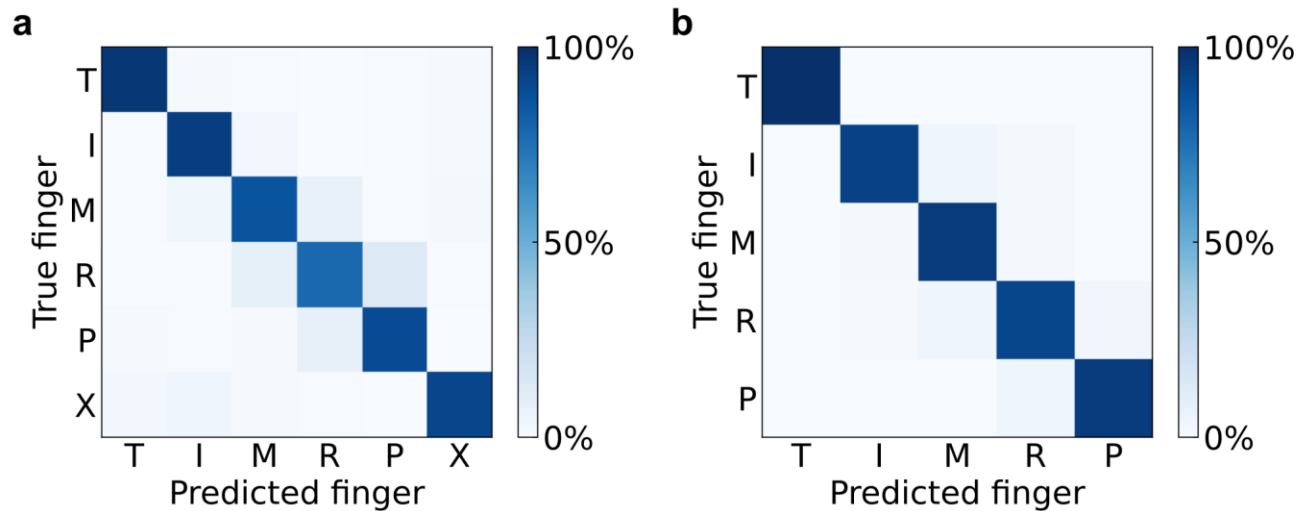 a
100%
50%
0%
True finger
T
I
M
R
P
X
T I M R P X
Predicted finger
b
100%
50%
0%
True finger
T
I
M
R
P
T I M R P
Predicted finger